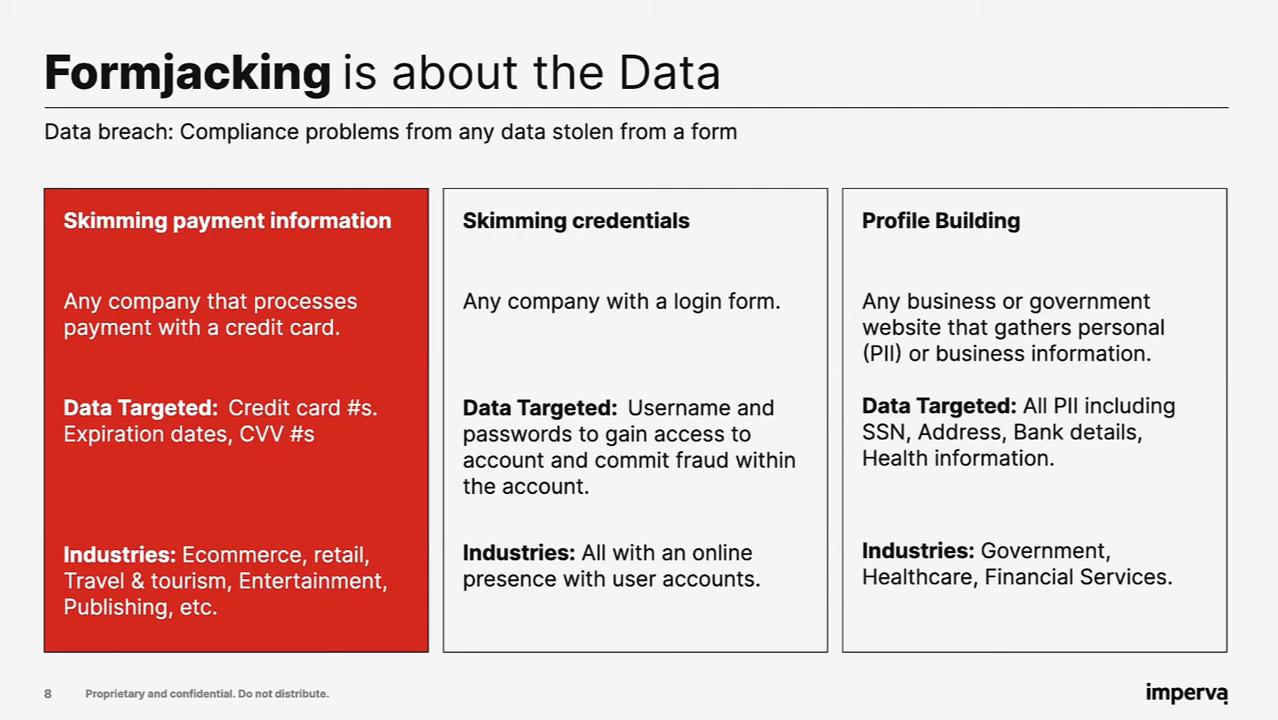 Formjacking is about the Data
Data breach: Compliance problems from any data stolen from a form
Skimming payment information
Any company that processes
payment with a credit card.
Data Targeted: Credit card #s.
Expiration dates, CVV #s
Industries: Ecommerce, retail,
Travel & tourism, Entertainment,
Publishing, etc.
Skimming credentials
Any company with a login form.
Data Targeted: Username and
passwords to gain access to
account and commit fraud within
the account.
Industries: All with an online
presence with user accounts.
Profile Building
Any business or government
website that gathers personal
(PII) or business information.
Data Targeted: All PII including
SSN, Address, Bank details,
Health information.
Industries: Government,
Healthcare, Financial Services.
8 Proprietary and confidential. Do not distribute.
imperva